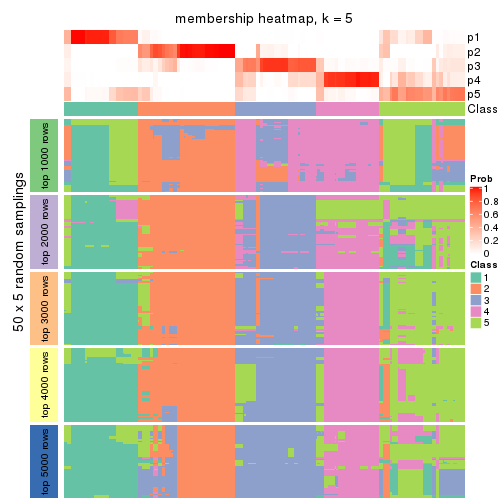 membership heatmap, k = 5
p1
p2
p3
p4
p5
Class
50 x 5 random samplings
top 1000 rows
top 2000 rows
top 3000 rows
top 4000 rows
top 5000 rows
Prob
1
0.8
0.6
0.4
0.2
0
Class
1
2
3
4
5